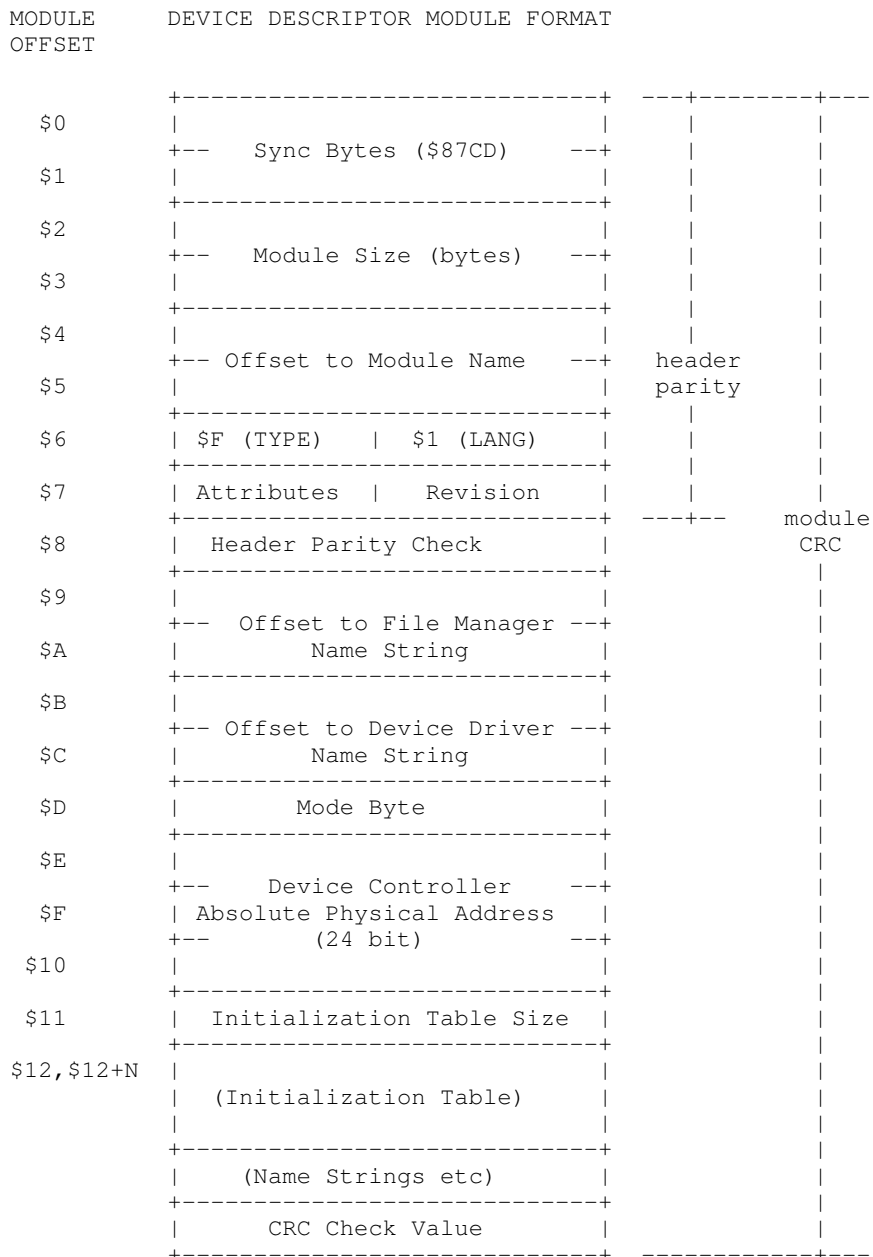 MODULE DEVICE DESCRIPTOR MODULE FORMAT
OFFSET
+-----------------------------+ ---+--------+---
$0 | | | |
+-- Sync Bytes ($87CD) --+ | |
$1 | | | |
+-----------------------------+ | |
$2 | | | |
+-- Module Size (bytes) --+ | |
$3 | | | |
+-----------------------------+ | |
$4 | | | |
+-- Offset to Module Name --+ header |
$5 | | parity |
+-----------------------------+ | |
$6 | $F (TYPE) | $1 (LANG) | | |
+-----------------------------+ | |
$7 | Attributes | Revision | | |
+-----------------------------+ ---+-- module
$8 | Header Parity Check | CRC
+-----------------------------+ |
$9 | | |
+-- Offset to File Manager --+ |
$A | Name String | |
+-----------------------------+ |
$B | | |
+-- Offset to Device Driver --+ |
$C | Name String | |
+-----------------------------+ |
$D | Mode Byte | |
+-----------------------------+ |
$E | | |
+-- Device Controller --+ |
$F | Absolute Physical Address | |
+-- (24 bit) --+ |
$10 | | |
+-----------------------------+ |
$11 | Initialization Table Size | |
+-----------------------------+ |
$12,$12+N | | |
| (Initialization Table) | |
| | |
+-----------------------------+ |
| (Name Strings etc) | |
+-----------------------------+ |
| CRC Check Value | |
+-----------------------------+ ------------+---